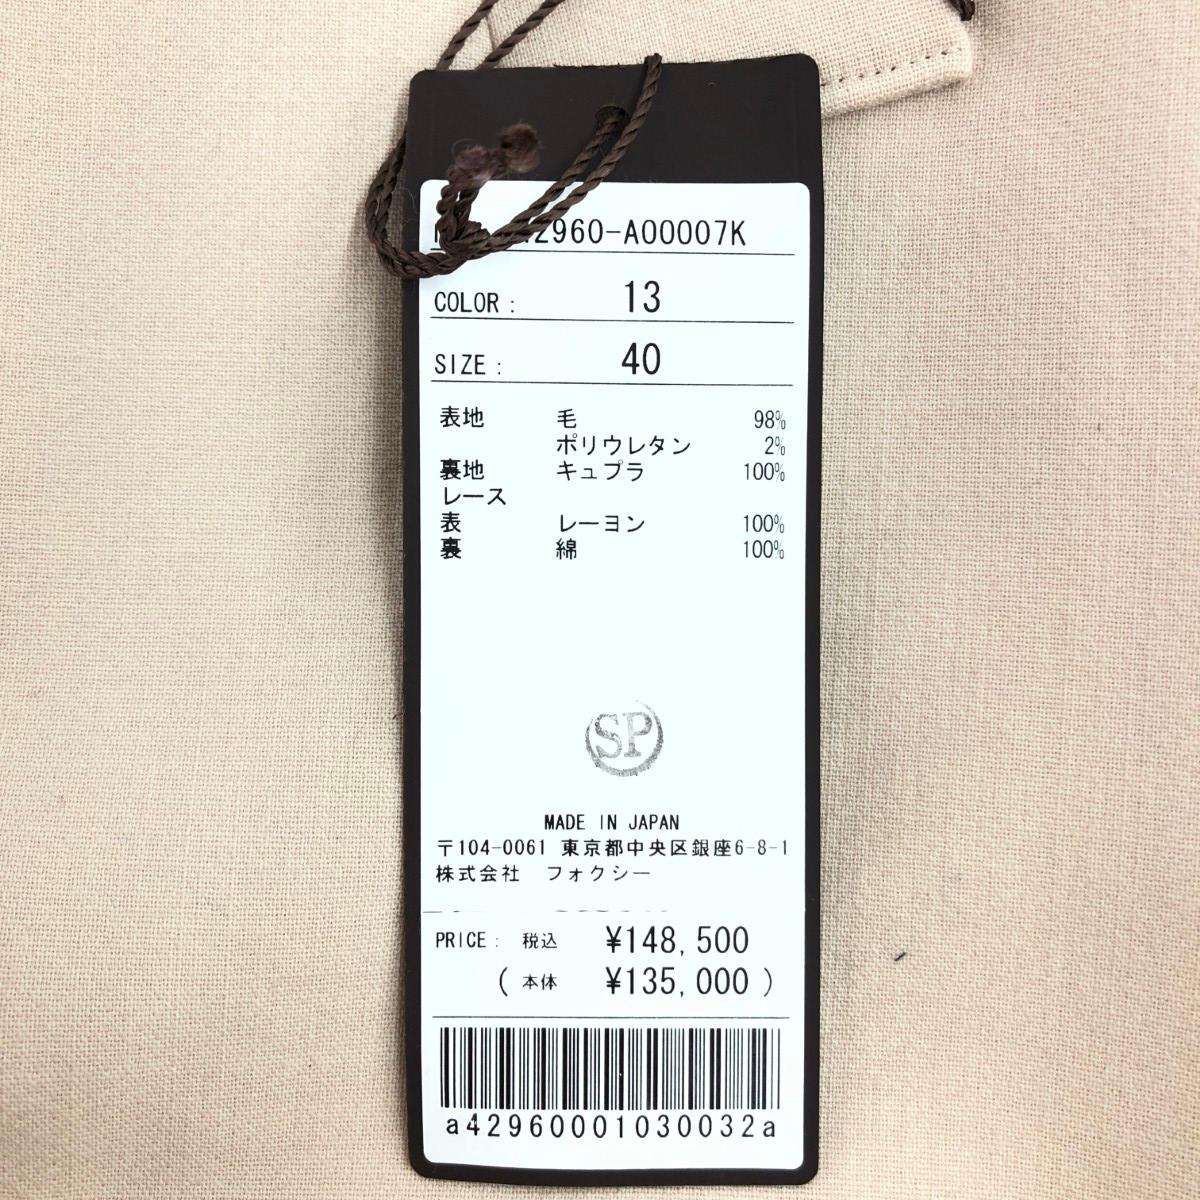 2960-A00007K
COLOR : 13
SIZE : 40
表地 毛 98%
ポリウレタン 2%
裏地 キュプラ 100%
レース
表 レーヨン 100%
裏 綿 100%
SP
MADE IN JAPAN
〒104-0061 東京都中央区銀座6-8-1
株式会社 フォクシー
PRICE : 税込 ¥148,500
( 本体 ¥135,000 )
a42960001030032a